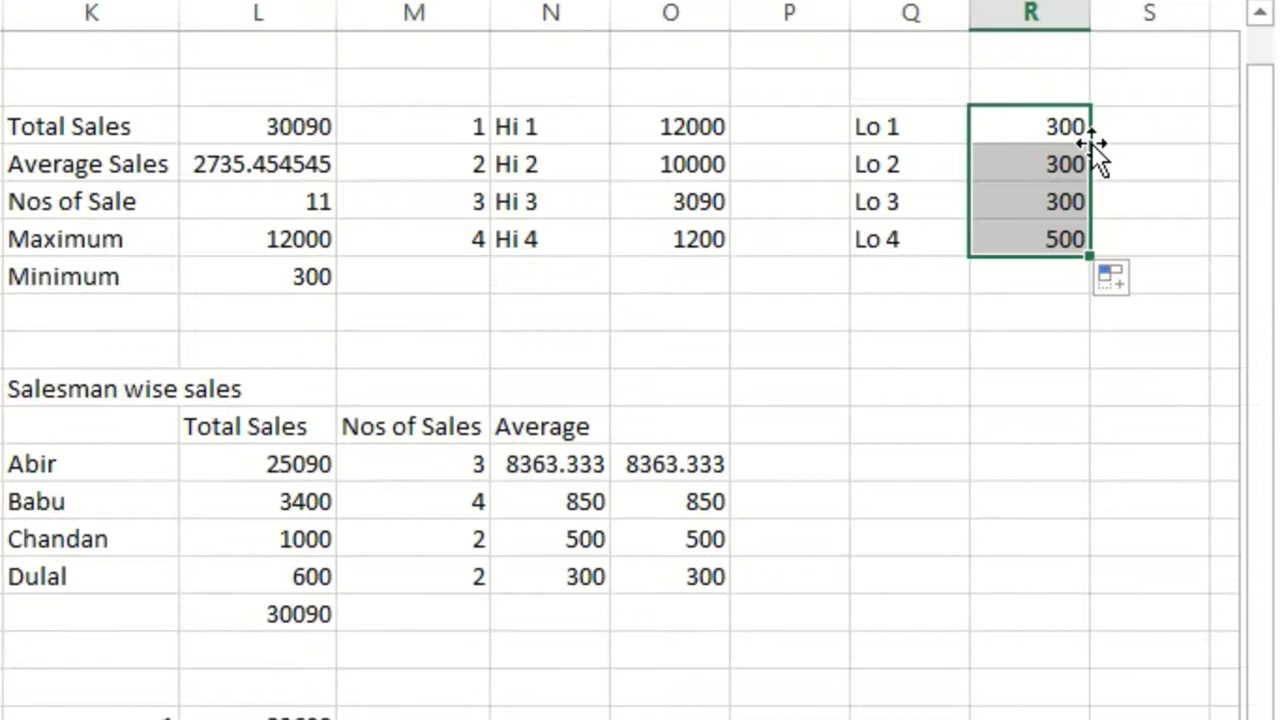 K L M N O P Q R S
Total Sales 30090 1 Hi 1 12000 Lo 1 300
Average Sales 2735.454545 2 Hi 2 10000 Lo 2 300
Nos of Sale 11 3 Hi 3 3090 Lo 3 300
Maximum 12000 4 Hi 4 1200 Lo 4 500
Minimum 300
Salesman wise sales
Total Sales Nos of Sales Average
Abir 25090 3 8363.333 8363.333
Babu 3400 4 850 850
Chandan 1000 2 500 500
Dulal 600 2 300 300
30090